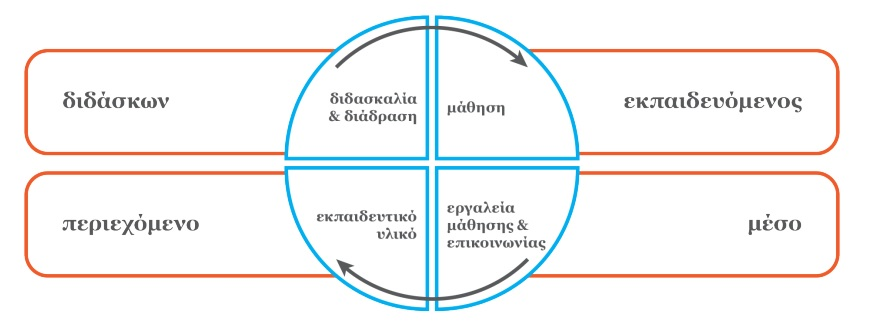 διδάσκων
διδασκαλία
& διάδραση
μάθηση
εκπαιδευόμενος
περιεχόμενο
εκπαιδευτικό
υλικό
εργαλεία
μάθησης &
επικοινωνίας
μέσο